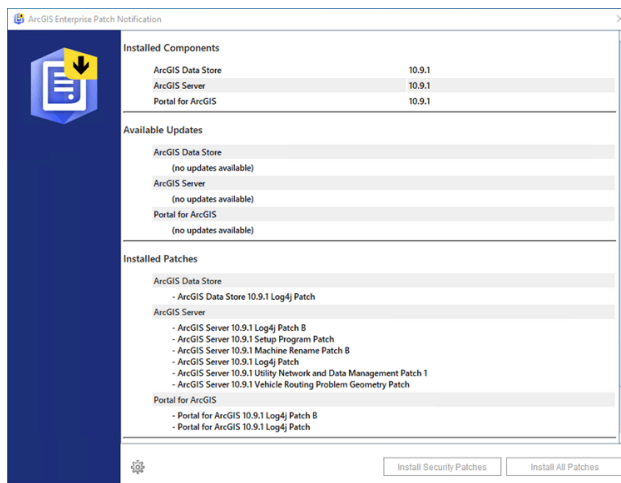 ArcGIS Enterprise Patch Notification
Installed Components
ArcGIS Data Store 10.9.1
ArcGIS Server 10.9.1
Portal for ArcGIS 10.9.1
Available Updates
ArcGIS Data Store
(no updates available)
ArcGIS Server
(no updates available)
Portal for ArcGIS
(no updates available)
Installed Patches
ArcGIS Data Store
- ArcGIS Data Store 10.9.1 Log4j Patch
ArcGIS Server
- ArcGIS Server 10.9.1 Log4j Patch B
- ArcGIS Server 10.9.1 Setup Program Patch
- ArcGIS Server 10.9.1 Machine Rename Patch B
- ArcGIS Server 10.9.1 Log4j Patch
- ArcGIS Server 10.9.1 Utility Network and Data Management Patch 1
- ArcGIS Server 10.9.1 Vehicle Routing Problem Geometry Patch
Portal for ArcGIS
- Portal for ArcGIS 10.9.1 Log4j Patch B
- Portal for ArcGIS 10.9.1 Log4j Patch
Install Security Patches Install All Patches